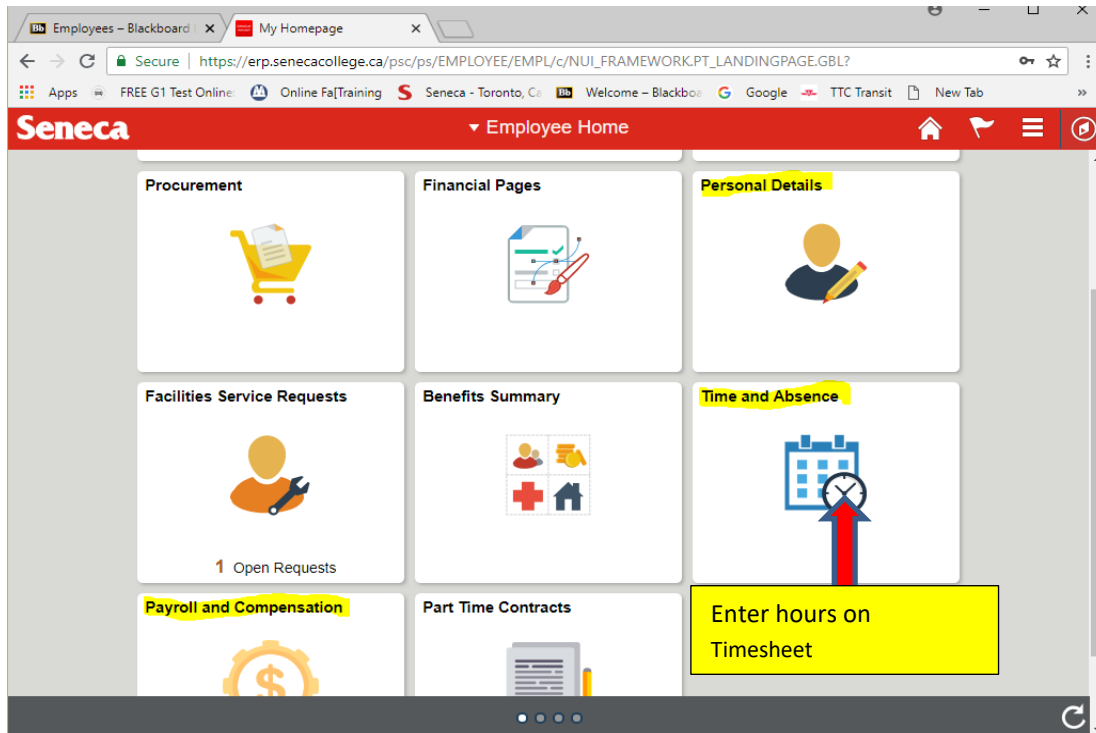 Employees – Blackboard
My Homepage
Secure | https://erp.senecacollege.ca/psc/ps/EMPLOYEE/EMPL/c/NUI_FRAMEWORK.PT_LANDINGPAGE.GBL?
Apps FREE G1 Test Online: Online Fa[Training Seneca - Toronto, Ca Welcome – Blackboa Google TTC Transit New Tab »
Seneca
Employee Home
Procurement Financial Pages Personal Details
Facilities Service Requests Benefits Summary Time and Absence
1 Open Requests
Payroll and Compensation Part Time Contracts
Enter hours on
Timesheet